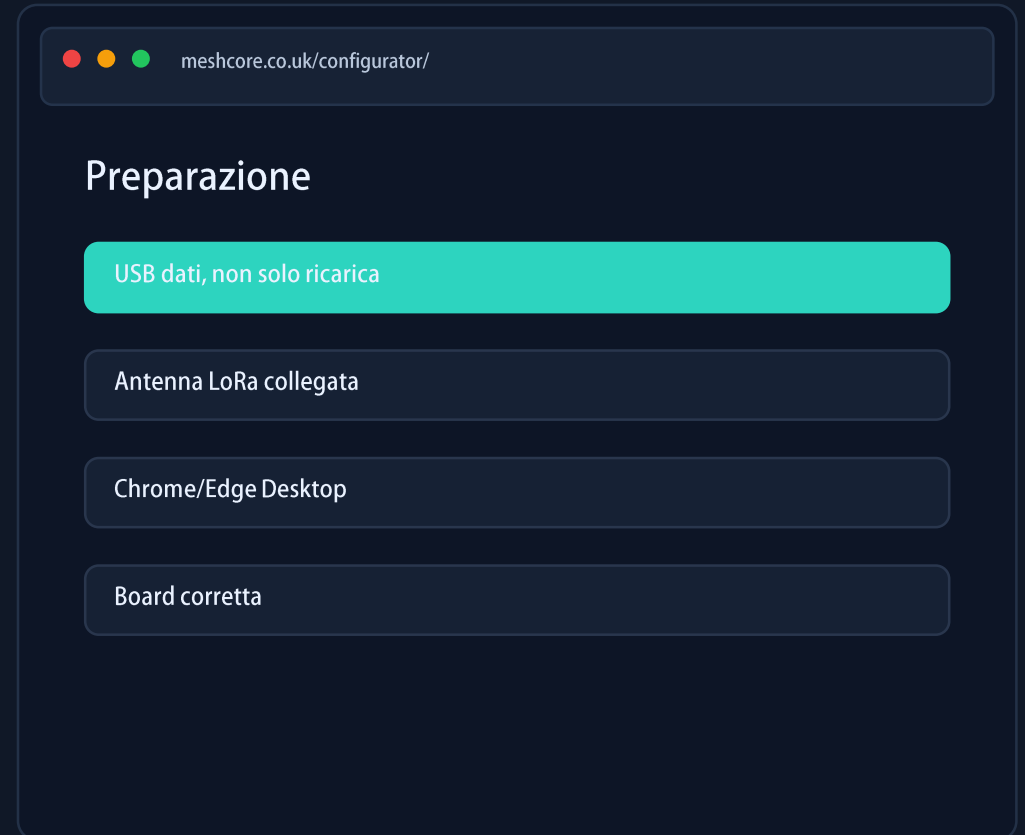 meshcore.co.uk/configurator/
Preparazione
USB dati, non solo ricarica
Antenna LoRa collegata
Chrome/Edge Desktop
Board corretta